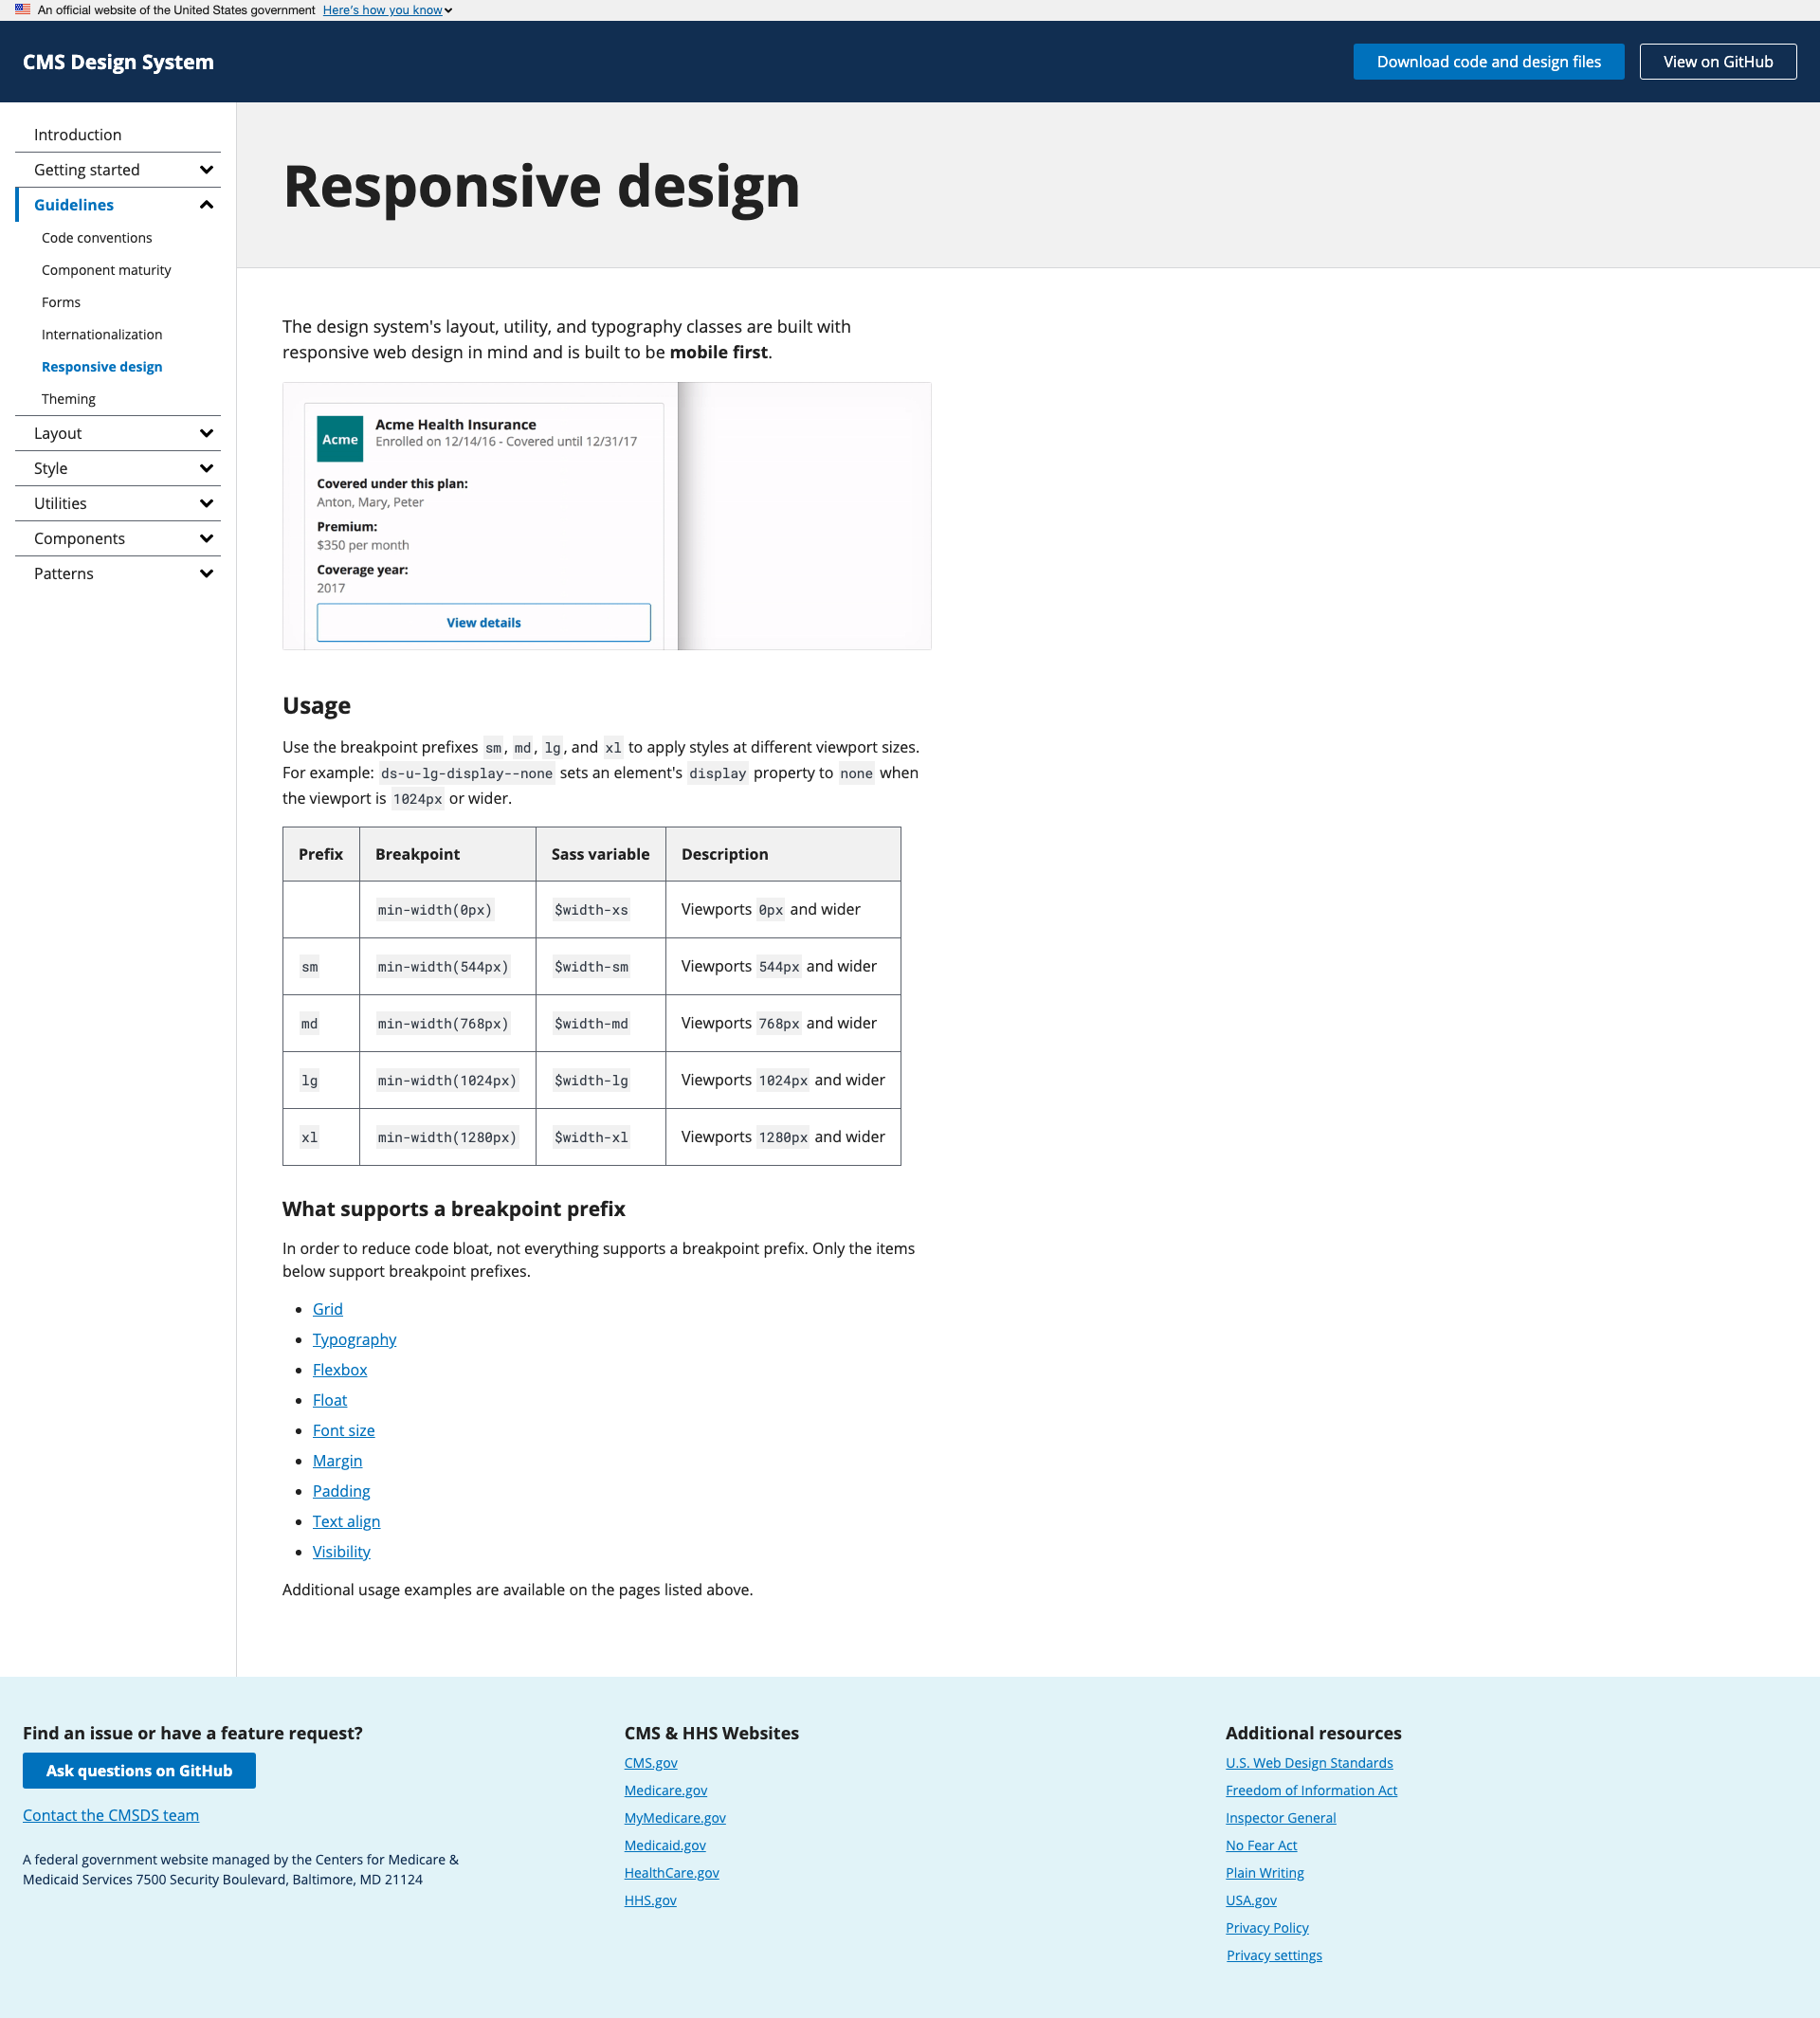 An official website of the United States government Here's how you know
CMS Design System
Download code and design files
View on GitHub
Introduction
Getting started
Guidelines
Code conventions
Component maturity
Forms
Internationalization
Responsive design
Theming
Layout
Style
Utilities
Components
Patterns
Responsive design
The design system's layout, utility, and typography classes are built with
responsive web design in mind and is built to be mobile first.
Acme
Acme Health Insurance
Enrolled on 12/14/16 - Covered until 12/31/17
Covered under this plan:
Anton, Mary, Peter
Premium:
$350 per month
Coverage year:
2017
View details
Usage
Use the breakpoint prefixes sm, md, lg, and xl to apply styles at different viewport sizes.
For example: ds-u-lg-display--none sets an element's display property to none when
the viewport is 1024px or wider.
Prefix Breakpoint Sass variable Description
min-width(0px) $width-xs Viewports 0px and wider
sm min-width(544px) $width-sm Viewports 544px and wider
md min-width(768px) $width-md Viewports 768px and wider
lg min-width(1024px) $width-lg Viewports 1024px and wider
xl min-width(1280px) $width-xl Viewports 1280px and wider
What supports a breakpoint prefix
In order to reduce code bloat, not everything supports a breakpoint prefix. Only the items
below support breakpoint prefixes.
Grid
Typography
Flexbox
Float
Font size
Margin
Padding
Text align
Visibility
Additional usage examples are available on the pages listed above.
Find an issue or have a feature request?
Ask questions on GitHub
Contact the CMSDS team
A federal government website managed by the Centers for Medicare &
Medicaid Services 7500 Security Boulevard, Baltimore, MD 21124
CMS & HHS Websites
CMS.gov
Medicare.gov
MyMedicare.gov
Medicaid.gov
HealthCare.gov
HHS.gov
Additional resources
U.S. Web Design Standards
Freedom of Information Act
Inspector General
No Fear Act
Plain Writing
USA.gov
Privacy Policy
Privacy settings